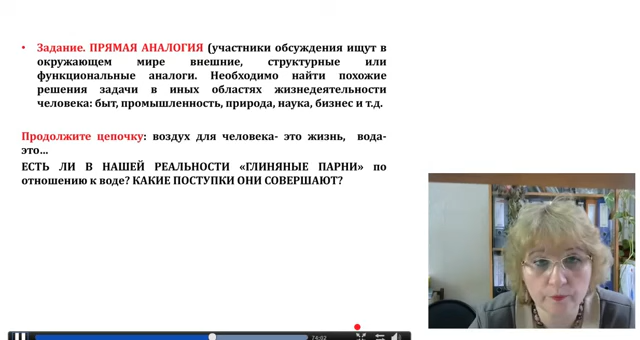 • Задание. ПРЯМАЯ АНАЛОГИЯ (участники обсуждения ищут в
окружающем мире внешние, структурные или
функциональные аналоги. Необходимо найти похожие
решения задачи в иных областях жизнедеятельности
человека: быт, промышленность, природа, наука, бизнес и т.д.
Продолжите цепочку: воздух для человека- это жизнь, вода-
это...
ЕСТЬ ЛИ В НАШЕЙ РЕАЛЬНОСТИ «ГЛИНЯНЫЕ ПАРНИ» по
отношению к воде? КАКИЕ ПОСТУПКИ ОНИ СОВЕРШАЮТ?
74:02